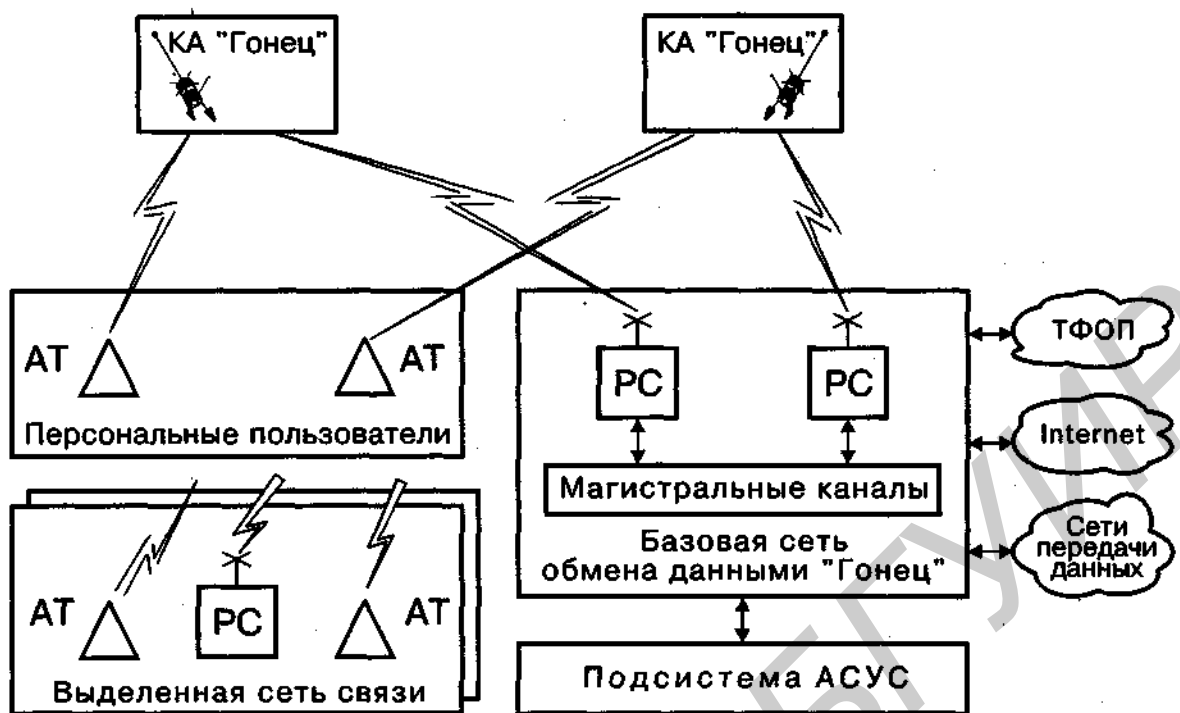 КА "Гонец"
КА "Гонец"
АТ
АТ
Персональные пользователи
РС
РС
Магистральные каналы
Базовая сеть
обмена данными "Гонец"
ТФОП
Internet
Сети
передачи
данных
АТ
РС
АТ
Выделенная сеть связи
Подсистема АСУС
БГУИР